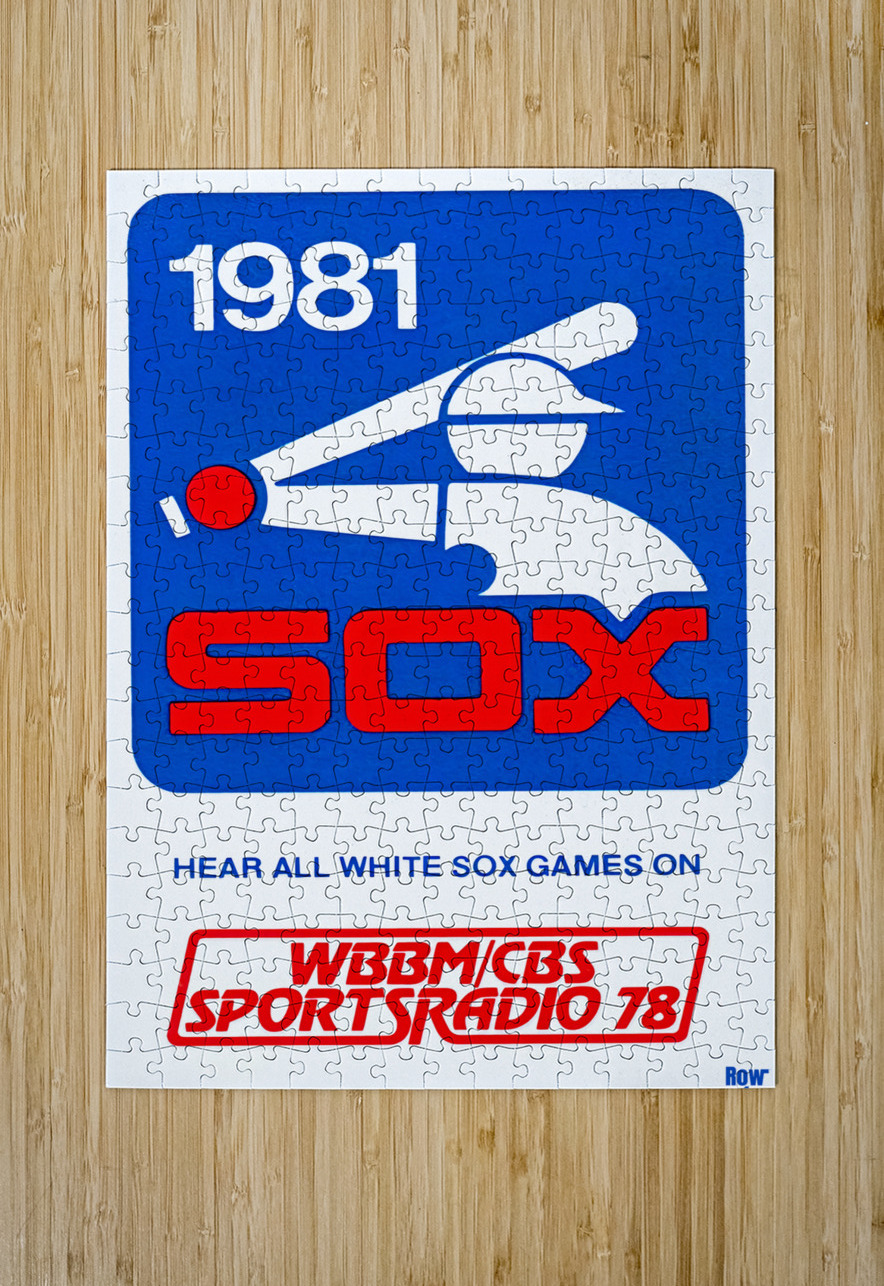 1981
SOX
HEAR ALL WHITE SOX GAMES ON
WBBM/CBS
SPORTSRADIO 78
Row